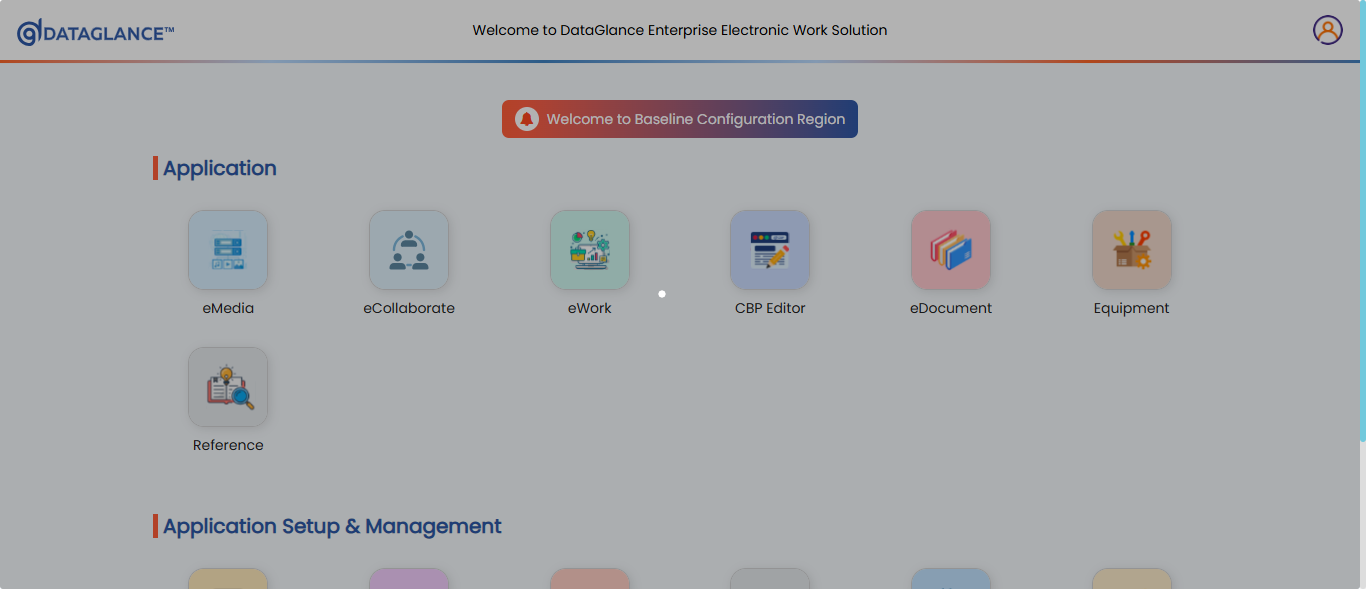 DATAGLANCE™
Welcome to DataGlance Enterprise Electronic Work Solution
Welcome to Baseline Configuration Region
Application
eMedia
eCollaborate
eWork
CBP Editor
eDocument
Equipment
Reference
Application Setup & Management